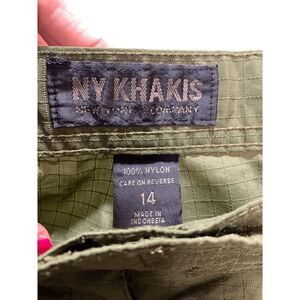 NY KHAKIS
NEW YORK & COMPANY
100% NYLON
CARE ON REVERSE
14
MADE IN
INDONESIA